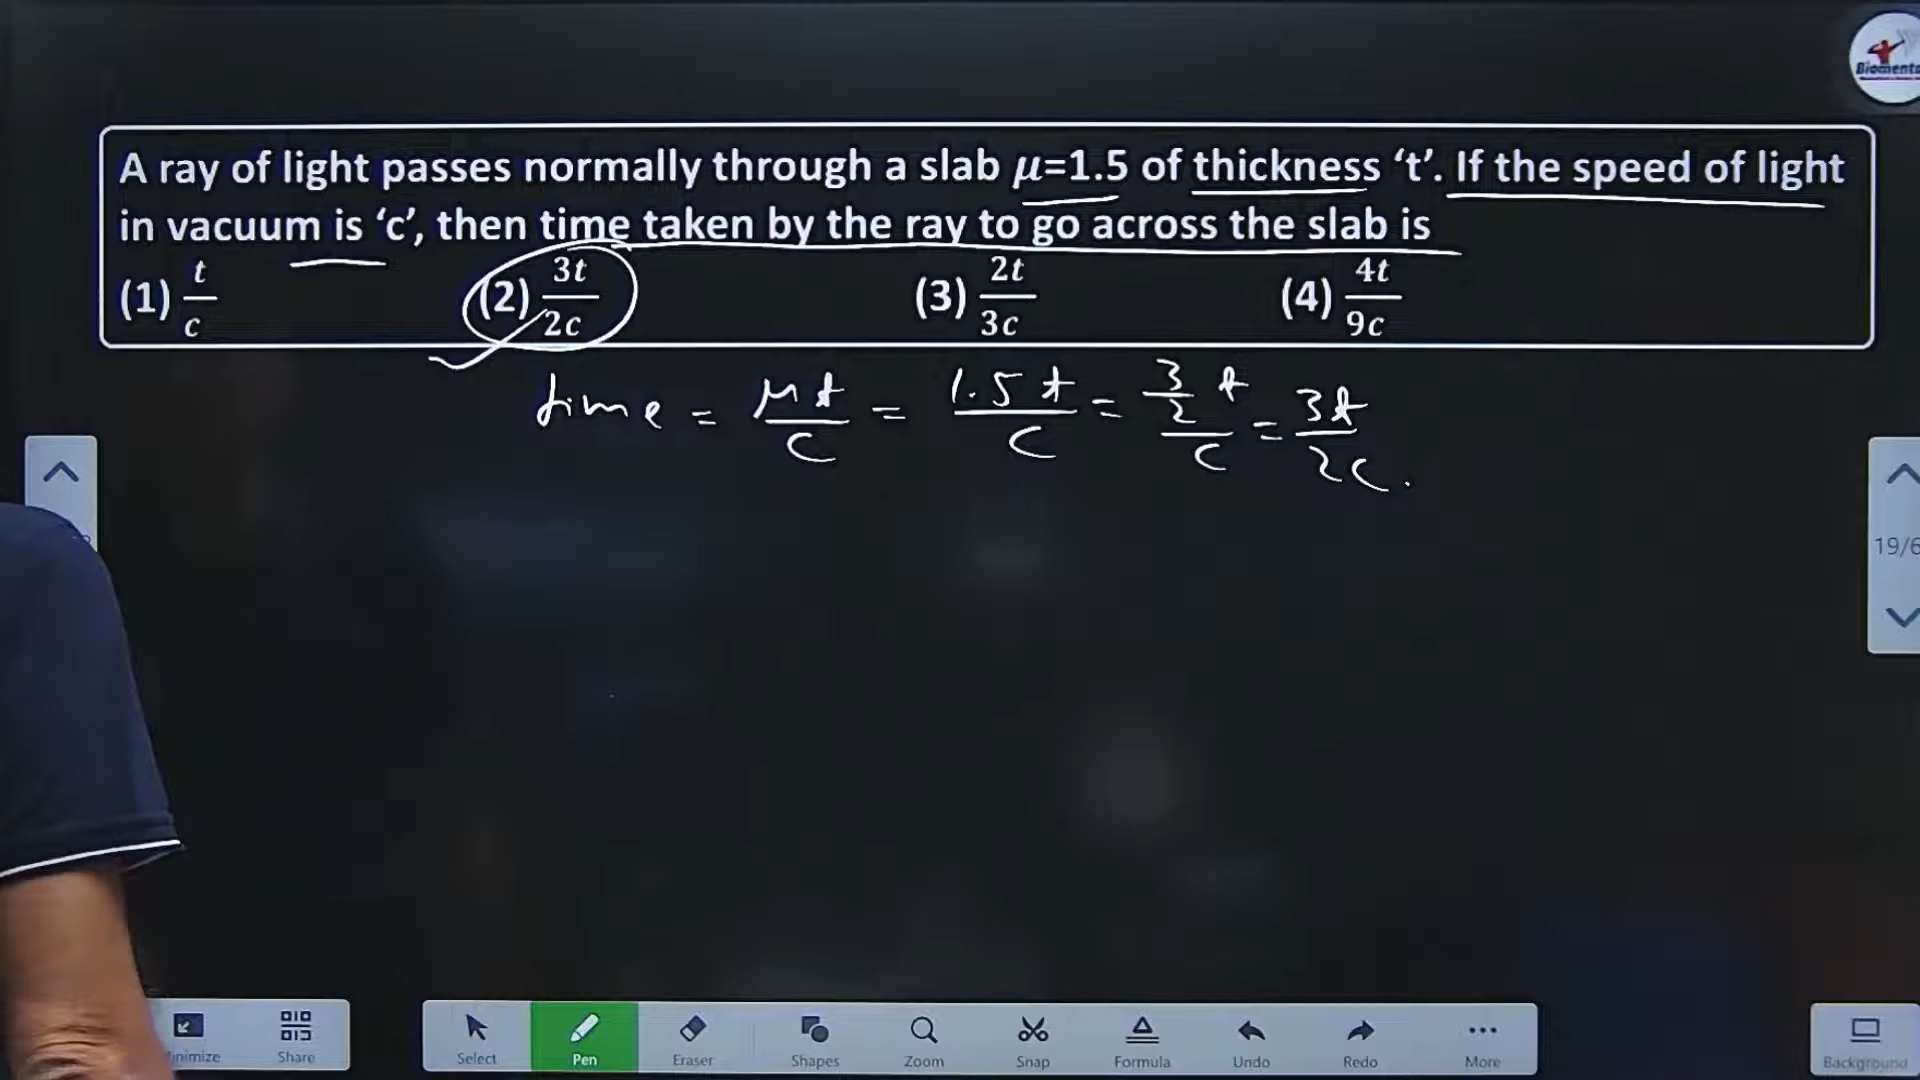 Biomento
A ray of light passes normally through a slab μ=1.5 of thickness ‘t’. If the speed of light
in vacuum is ‘c’, then time taken by the ray to go across the slab is
(1) t/c (2) 3t/2c (3) 2t/3c (4) 4t/9c
time = μt/c = 1.5 t/c = 3/2 t/c = 3t/2c.
19/6
Share
Select
Pen
Eraser
Shapes
Zoom
Snap
Formula
Undo
Redo
More
Background